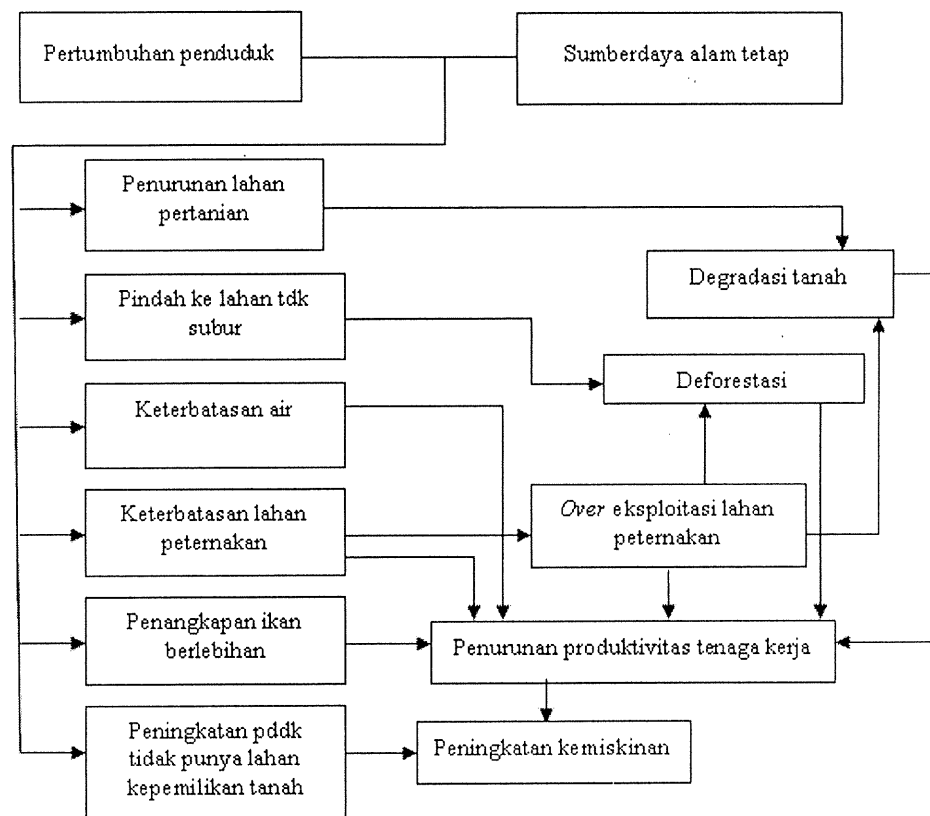 Pertumbuhan penduduk
Sumberdaya alam tetap
Penurunan lahan
pertanian
Degradasi tanah
Pindah ke lahan tdk
subur
Deforestasi
Keterbatasan air
Keterbatasan lahan
peternakan
Over eksploitasi lahan
peternakan
Penangkapan ikan
berlebihan
Penurunan produktivitas tenaga kerja
Peningkatan pddk
tidak punya lahan
kepemilikan tanah
Peningkatan kemiskinan